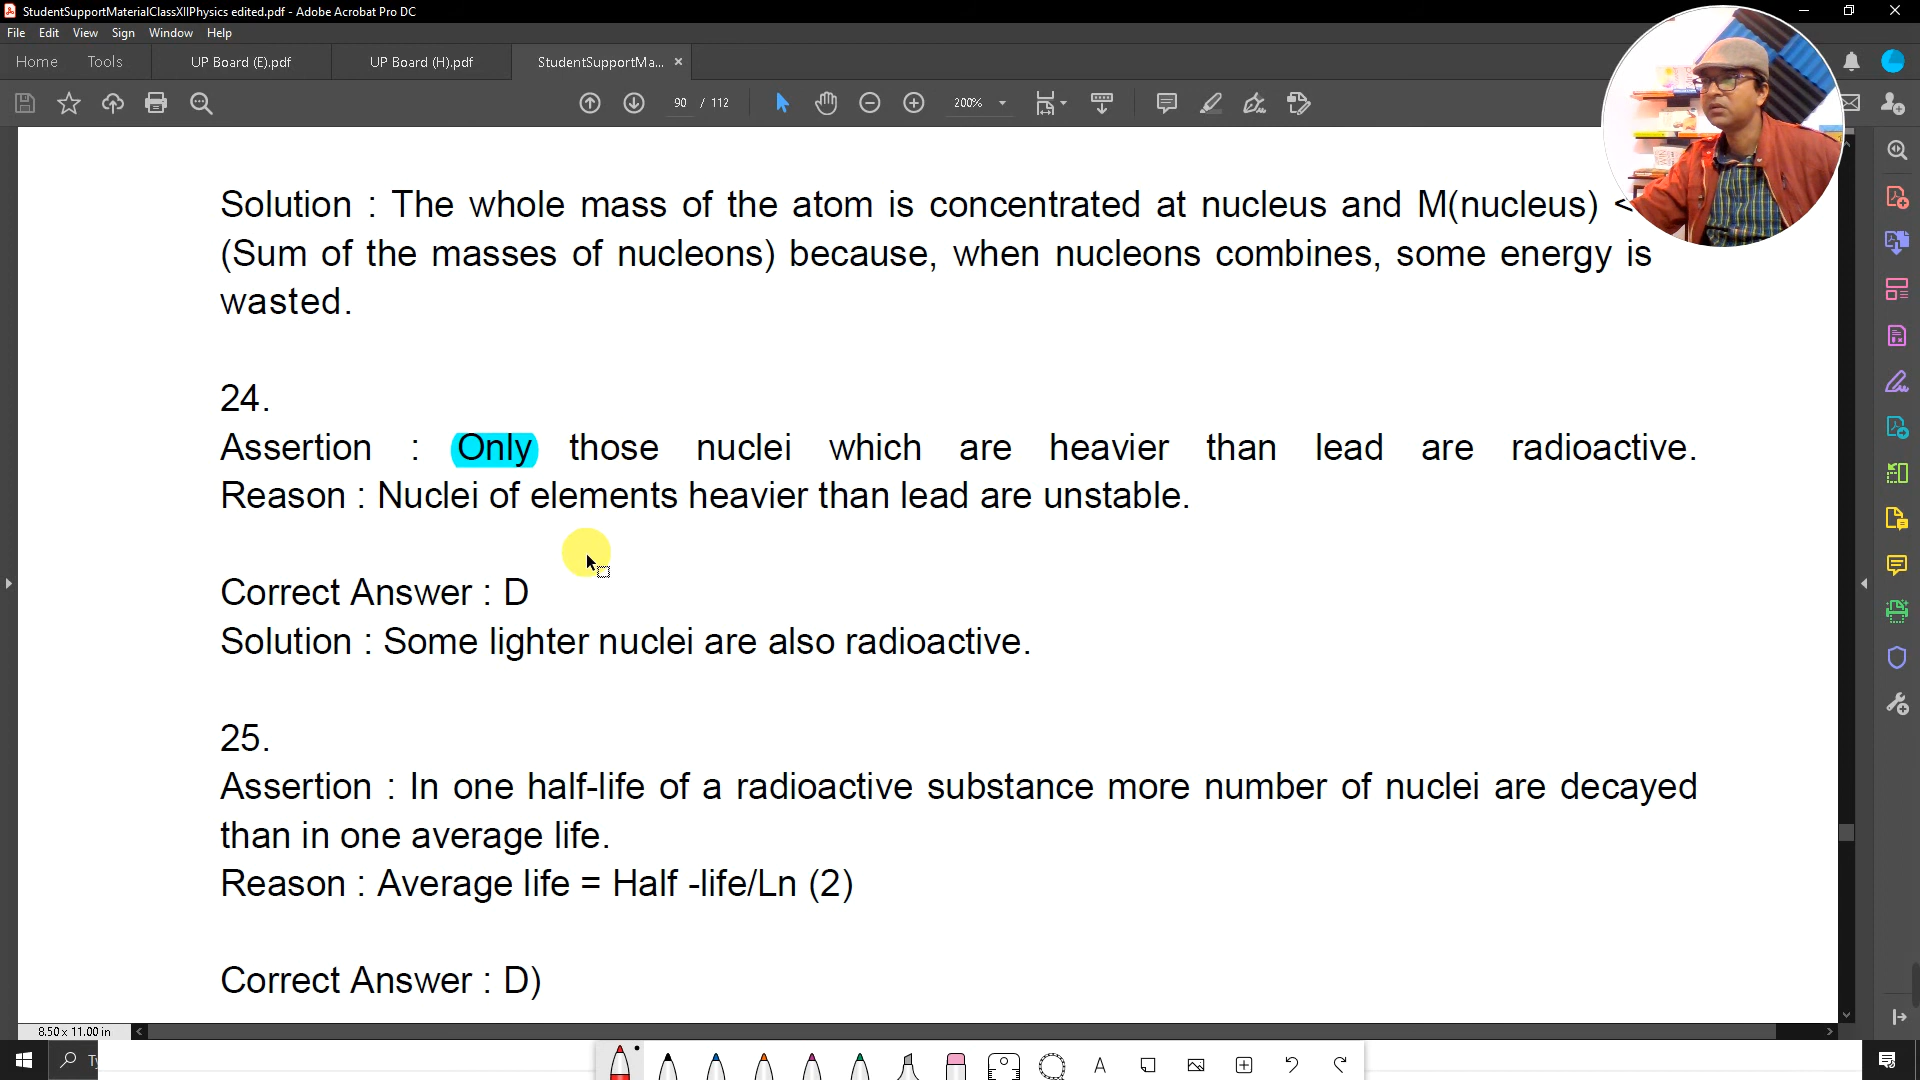 StudentSupportMaterialClassXIIPhysics edited.pdf - Adobe Acrobat Pro DC
File Edit View Sign Window Help
Home Tools UP Board (E).pdf UP Board (H).pdf StudentSupportMa... ×
90 / 112 200%
Solution : The whole mass of the atom is concentrated at nucleus and M(nucleus) <
(Sum of the masses of nucleons) because, when nucleons combines, some energy is
wasted.
24.
Assertion : Only those nuclei which are heavier than lead are radioactive.
Reason : Nuclei of elements heavier than lead are unstable.
Correct Answer : D
Solution : Some lighter nuclei are also radioactive.
25.
Assertion : In one half-life of a radioactive substance more number of nuclei are decayed
than in one average life.
Reason : Average life = Half -life/Ln (2)
Correct Answer : D)
8.50 x 11.00 in